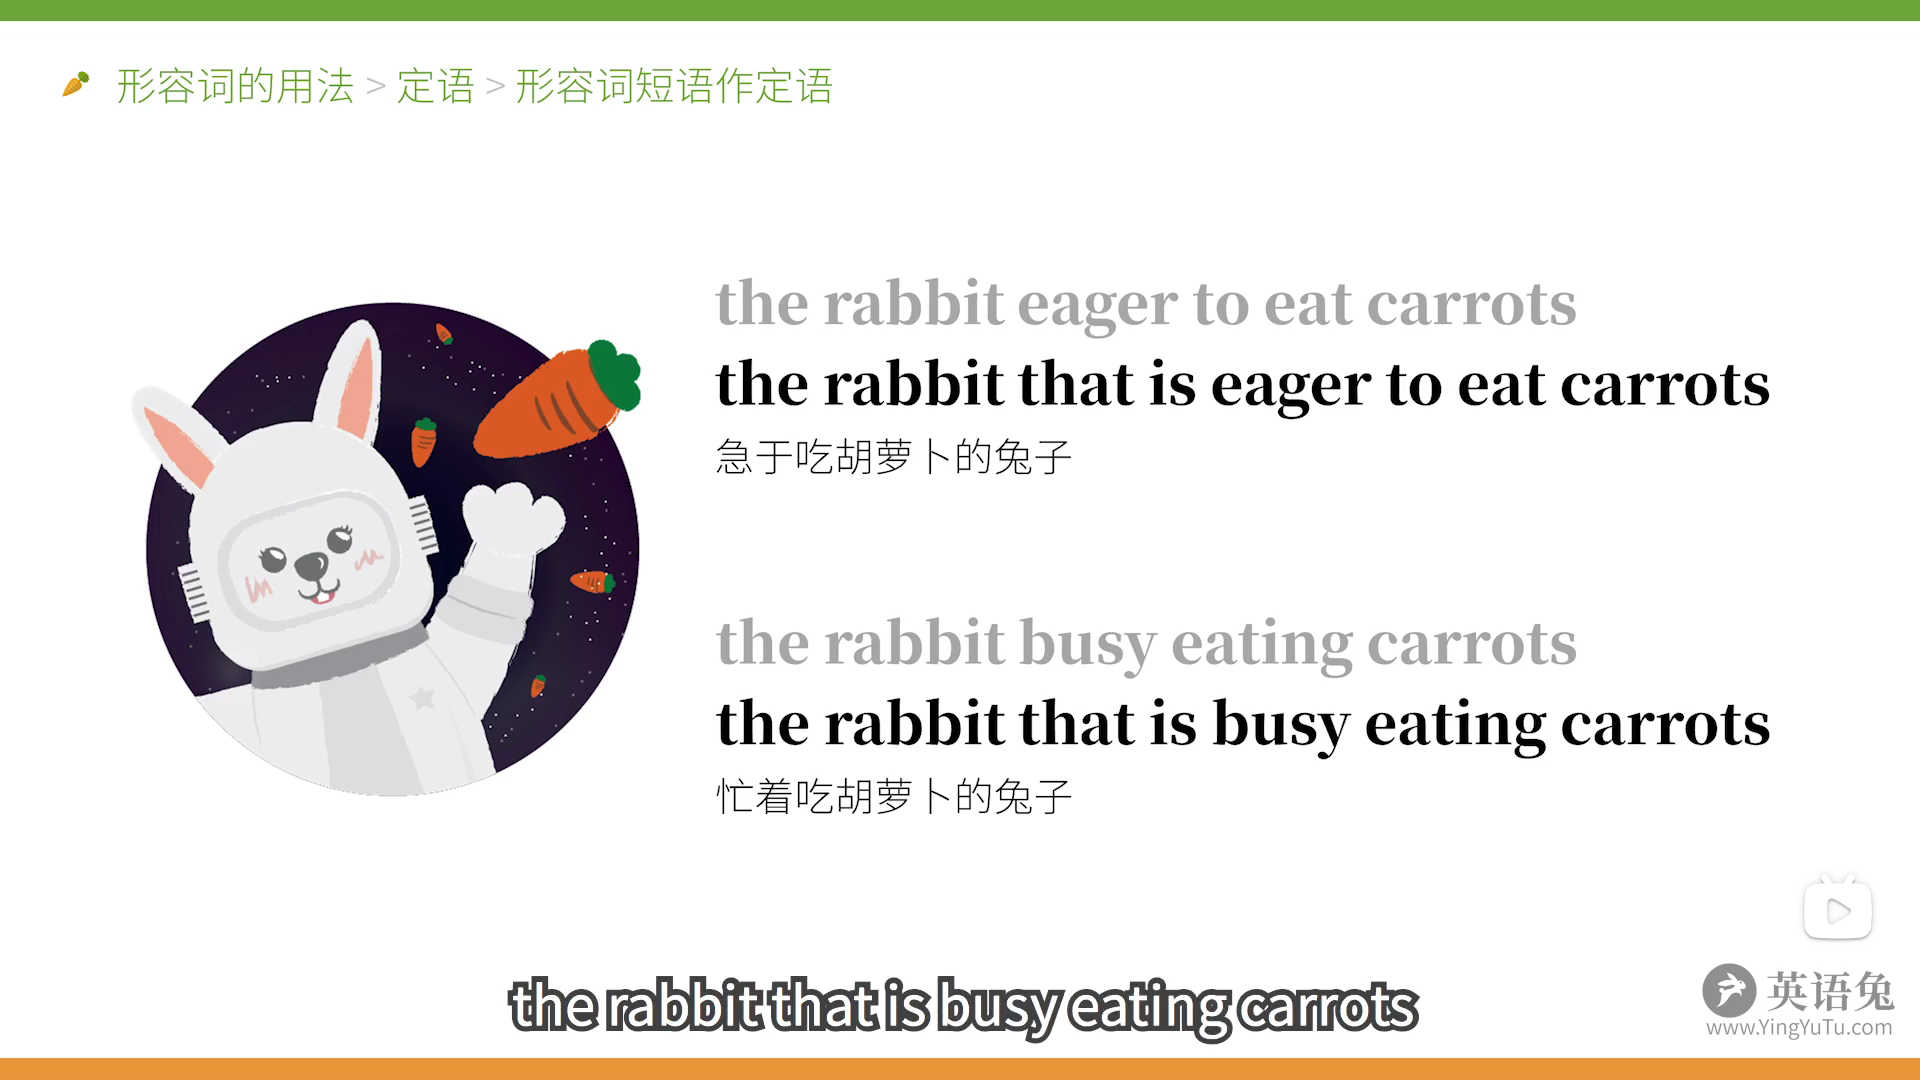 形容词的用法 > 定语 > 形容词短语作定语
the rabbit eager to eat carrots
the rabbit that is eager to eat carrots
急于吃胡萝卜的兔子
the rabbit busy eating carrots
the rabbit that is busy eating carrots
忙着吃胡萝卜的兔子
the rabbit that is busy eating carrots
英语兔
www.YingYuTu.com